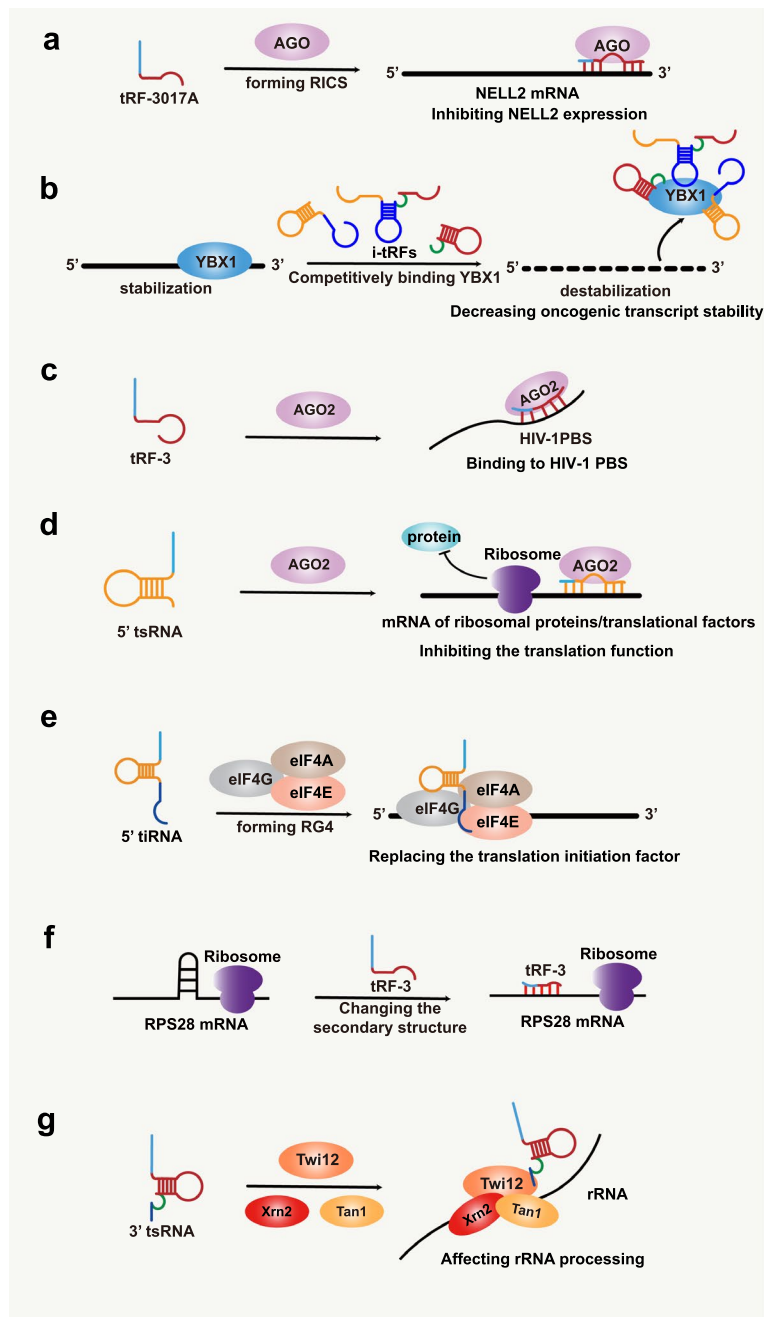 a
AGO
tRF-3017A
forming RICS
AGO
5’ 3’
NELL2 mRNA
Inhibiting NELL2 expression
b
5’ YBX1 3’
stabilization
i-tRFs
Competitively binding YBX1
YBX1
5’ 3’
destabilization
Decreasing oncogenic transcript stability
c
tRF-3
AGO2
AGO2
HIV-1PBS
Binding to HIV-1 PBS
d
5’ tsRNA
AGO2
protein
Ribosome
AGO2
mRNA of ribosomal proteins/translational factors
Inhibiting the translation function
e
5’ tiRNA
eIF4G
eIF4A
eIF4E
forming RG4
5’ 3’
eIF4G
eIF4A
eIF4E
Replacing the translation initiation factor
f
Ribosome
RPS28 mRNA
tRF-3
Changing the
secondary structure
tRF-3
Ribosome
RPS28 mRNA
g
3’ tsRNA
Twi12
Xrn2
Tan1
Twi12
Xrn2
Tan1
rRNA
Affecting rRNA processing